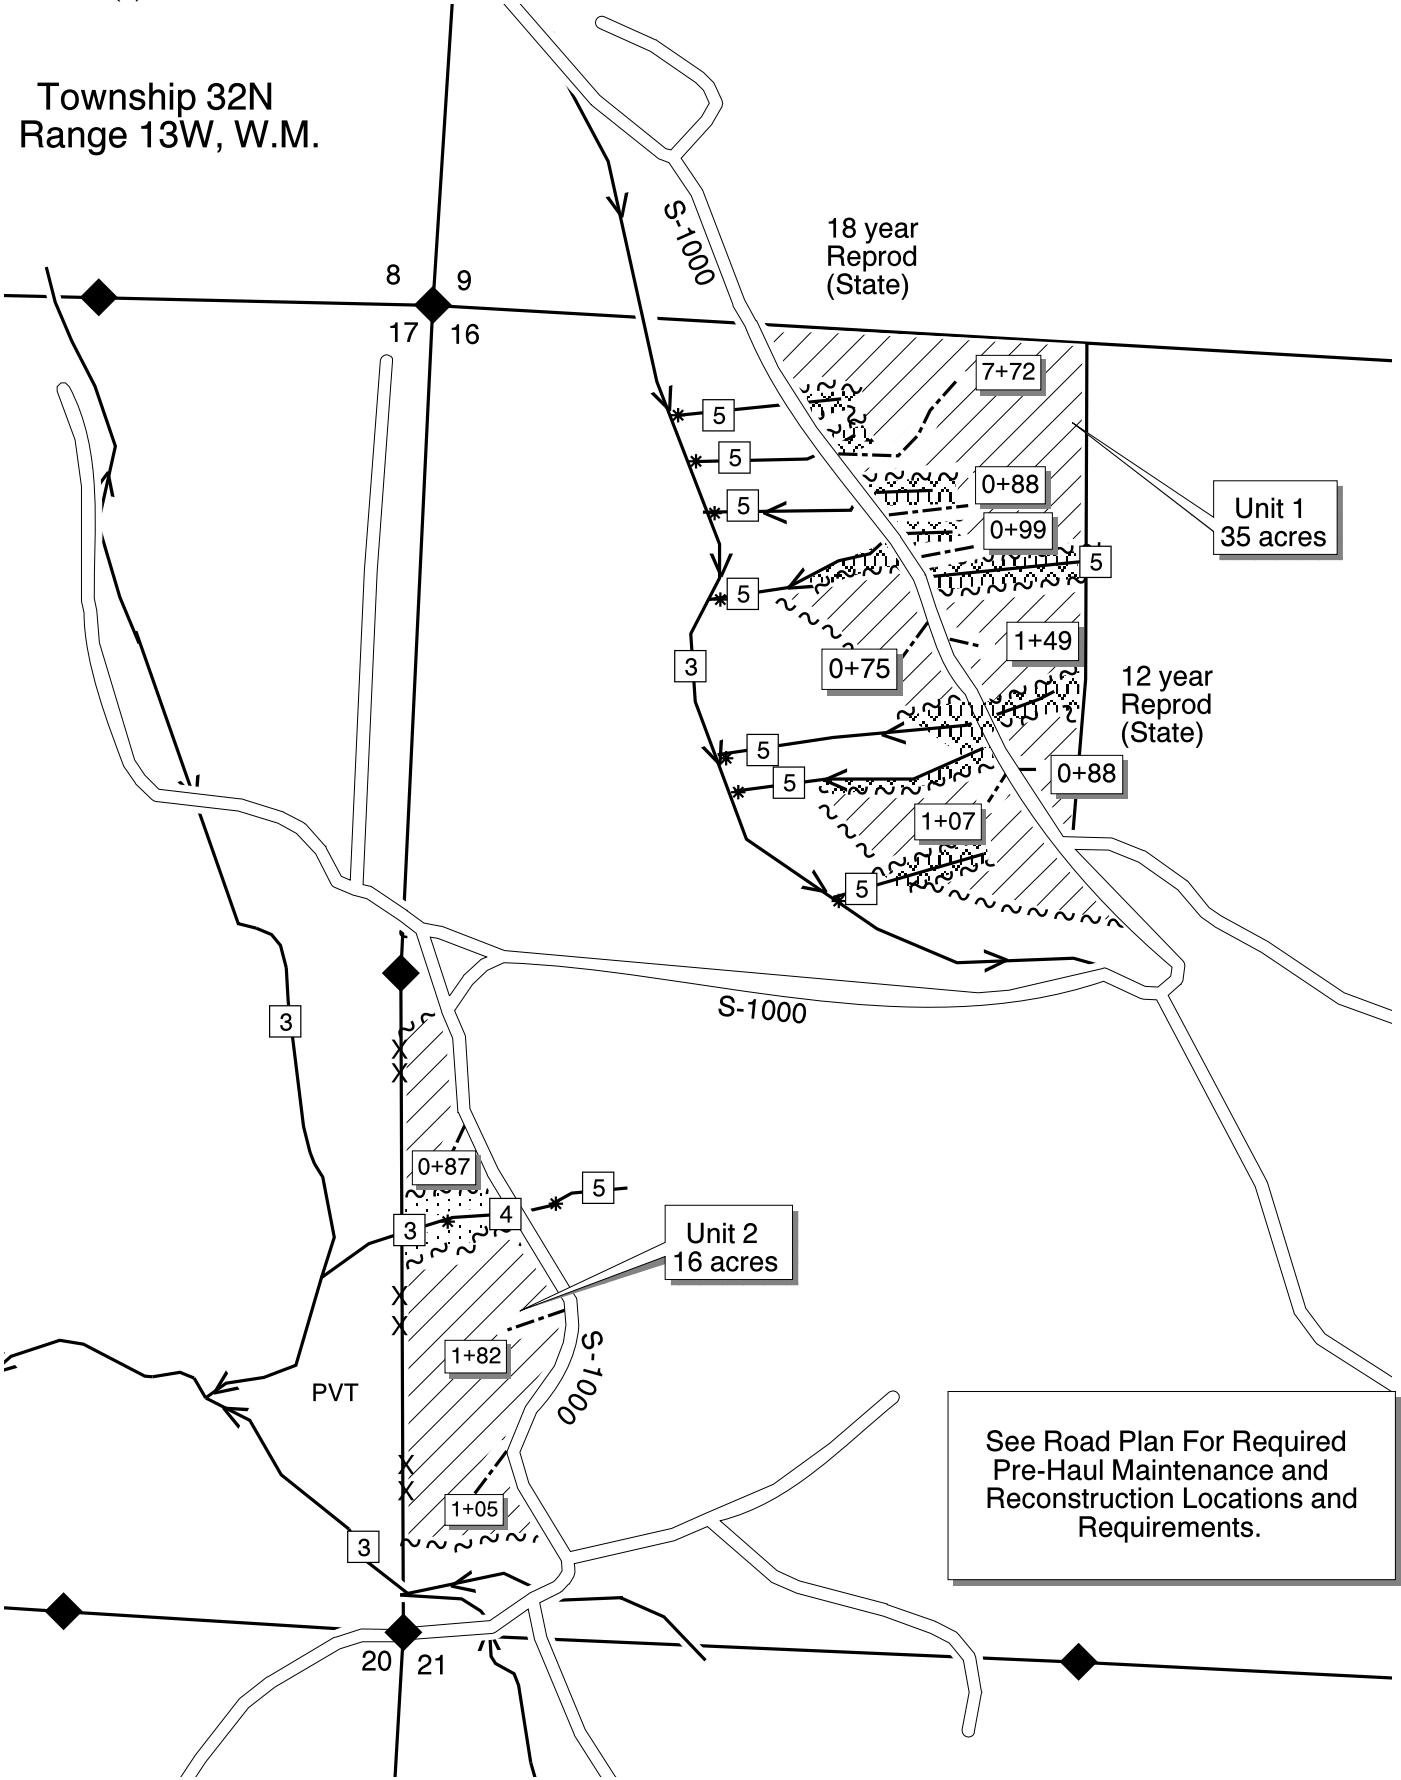 Township 32N
Range 13W, W.M.
S-1000
18 year
Reprod
(State)
8
9
17
16
7+72
5
5
0+88
5
0+99
Unit 1
35 acres
5
5
1+49
0+75
3
12 year
Reprod
(State)
5
0+88
5
1+07
5
S-1000
3
X
X
0+87
5
4
3
Unit 2
16 acres
X
X
1+82
S-1000
PVT
See Road Plan For Required
Pre-Haul Maintenance and
Reconstruction Locations and
Requirements.
X
X
1+05
3
20
21